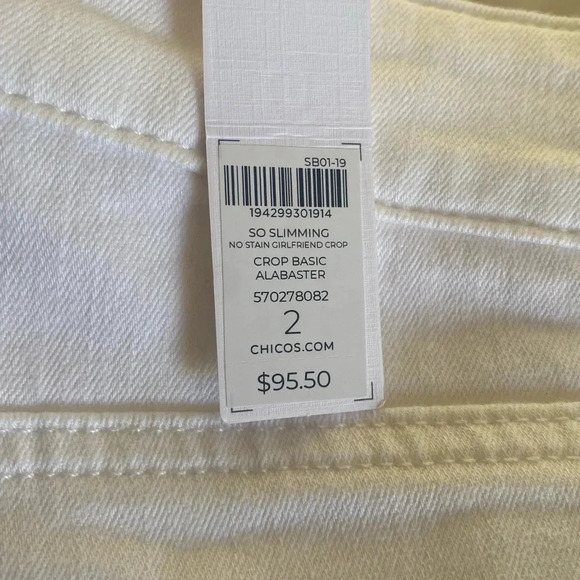 SB01-19
194299301914
SO SLIMMING
NO STAIN GIRLFRIEND CROP
CROP BASIC
ALABASTER
570278082
2
CHICOS.COM
$95.50